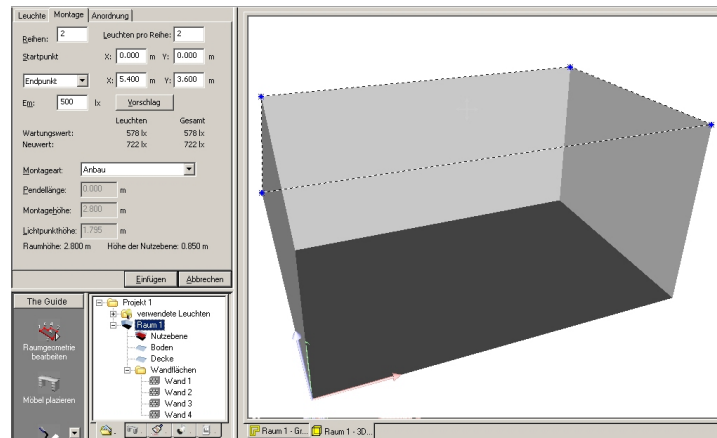 Leuchte Montage Anordnung
Reihen: 2 Leuchten pro Reihe: 2
Startpunkt X: 0.000 m Y: 0.000 m
Endpunkt X: 5.400 m Y: 3.600 m
Em: 500 lx Vorschlag
Leuchten Gesamt
Wartungswert: 578 lx 578 lx
Neuwert: 722 lx 722 lx
Montageart: Anbau
Pendellänge: 0.000 m
Montagehöhe: 2.800 m
Lichtpunkthöhe: 1.795 m
Raumhöhe: 2.800 m Höhe der Nutzebene: 0.850 m
Einfügen Abbrechen
The Guide
Raumgeometrie
bearbeiten
Möbel plazieren
Projekt 1
verwendete Leuchten
Raum 1
Nutzebene
Boden
Decke
Wandflächen
Wand 1
Wand 2
Wand 3
Wand 4
Raum 1 - Gr... Raum 1 - 3D...